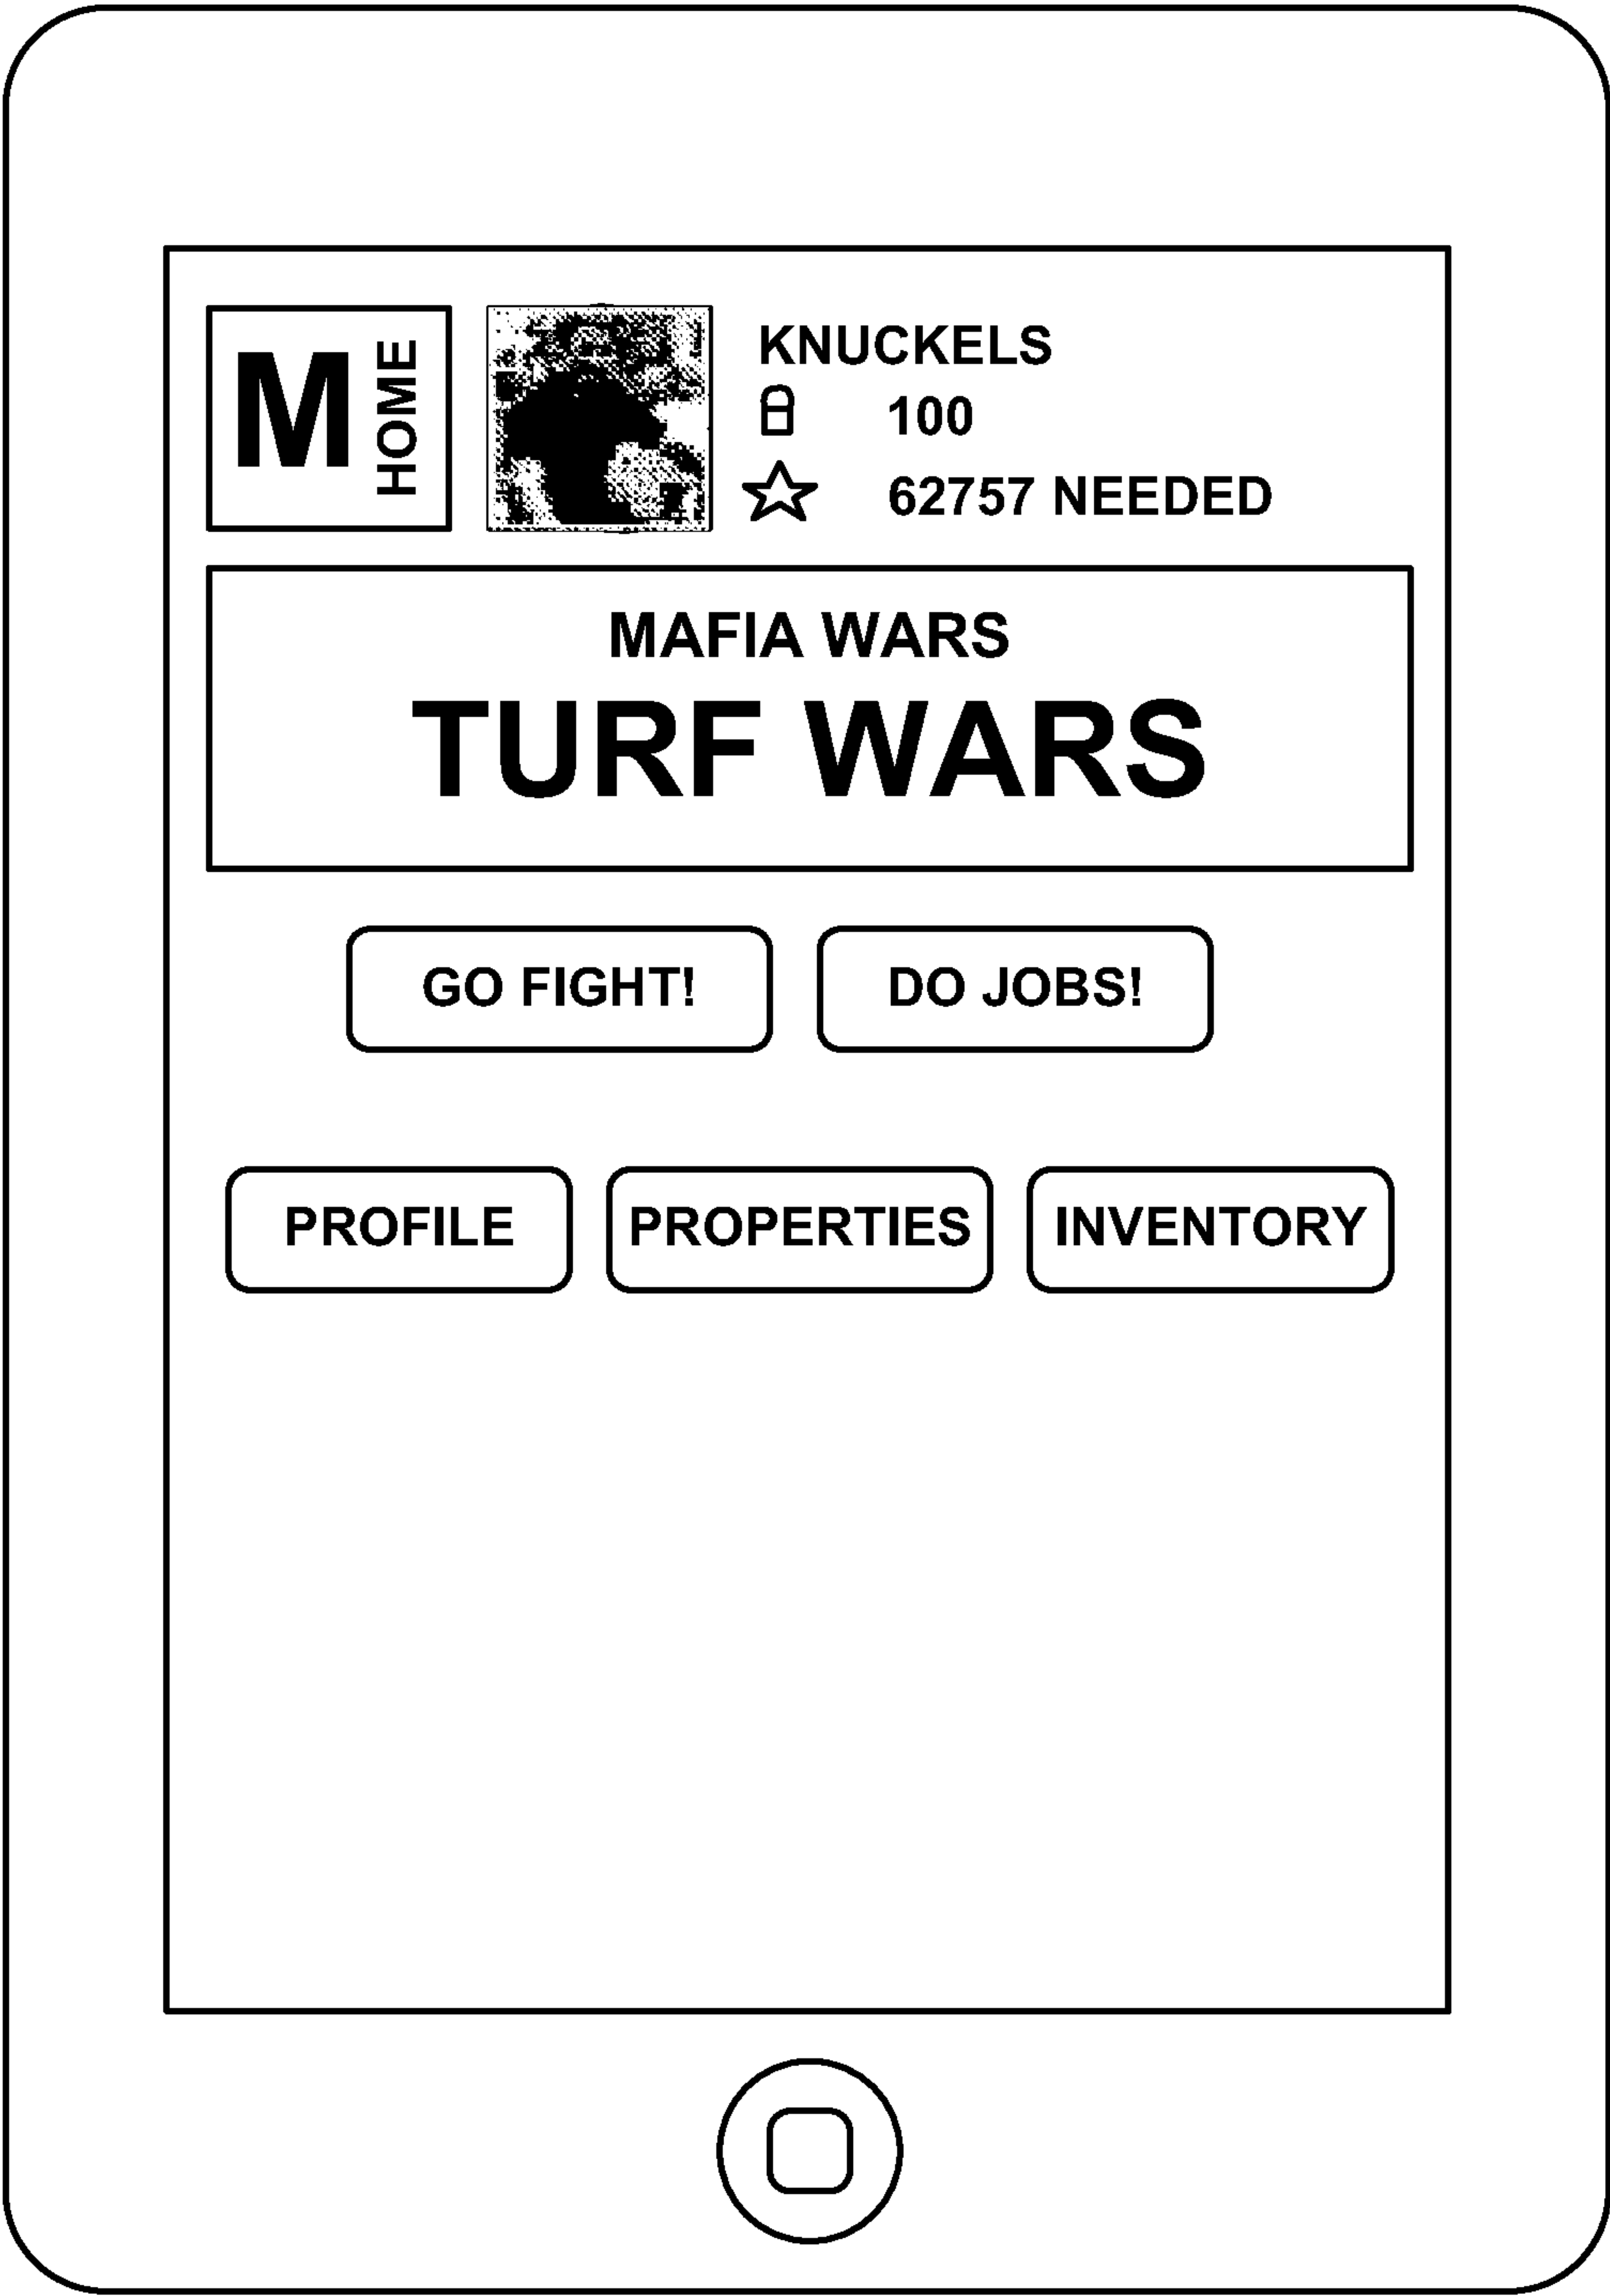 M HOME
KNUCKELS
100
62757 NEEDED
MAFIA WARS
TURF WARS
GO FIGHT! DO JOBS!
PROFILE PROPERTIES INVENTORY